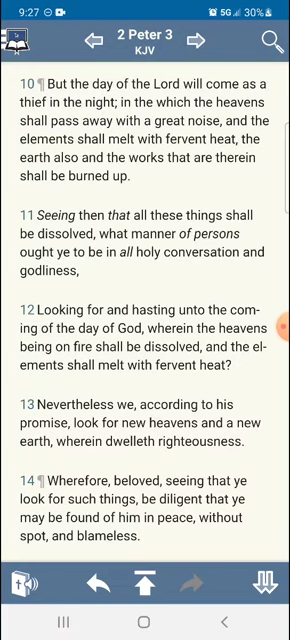 9:27
5G 30%
2 Peter 3
KJV
10 ¶ But the day of the Lord will come as a
thief in the night; in the which the heavens
shall pass away with a great noise, and the
elements shall melt with fervent heat, the
earth also and the works that are therein
shall be burned up.
11 Seeing then that all these things shall
be dissolved, what manner of persons
ought ye to be in all holy conversation and
godliness,
12 Looking for and hasting unto the com-
ing of the day of God, wherein the heavens
being on fire shall be dissolved, and the el-
ements shall melt with fervent heat?
13 Nevertheless we, according to his
promise, look for new heavens and a new
earth, wherein dwelleth righteousness.
14 ¶ Wherefore, beloved, seeing that ye
look for such things, be diligent that ye
may be found of him in peace, without
spot, and blameless.